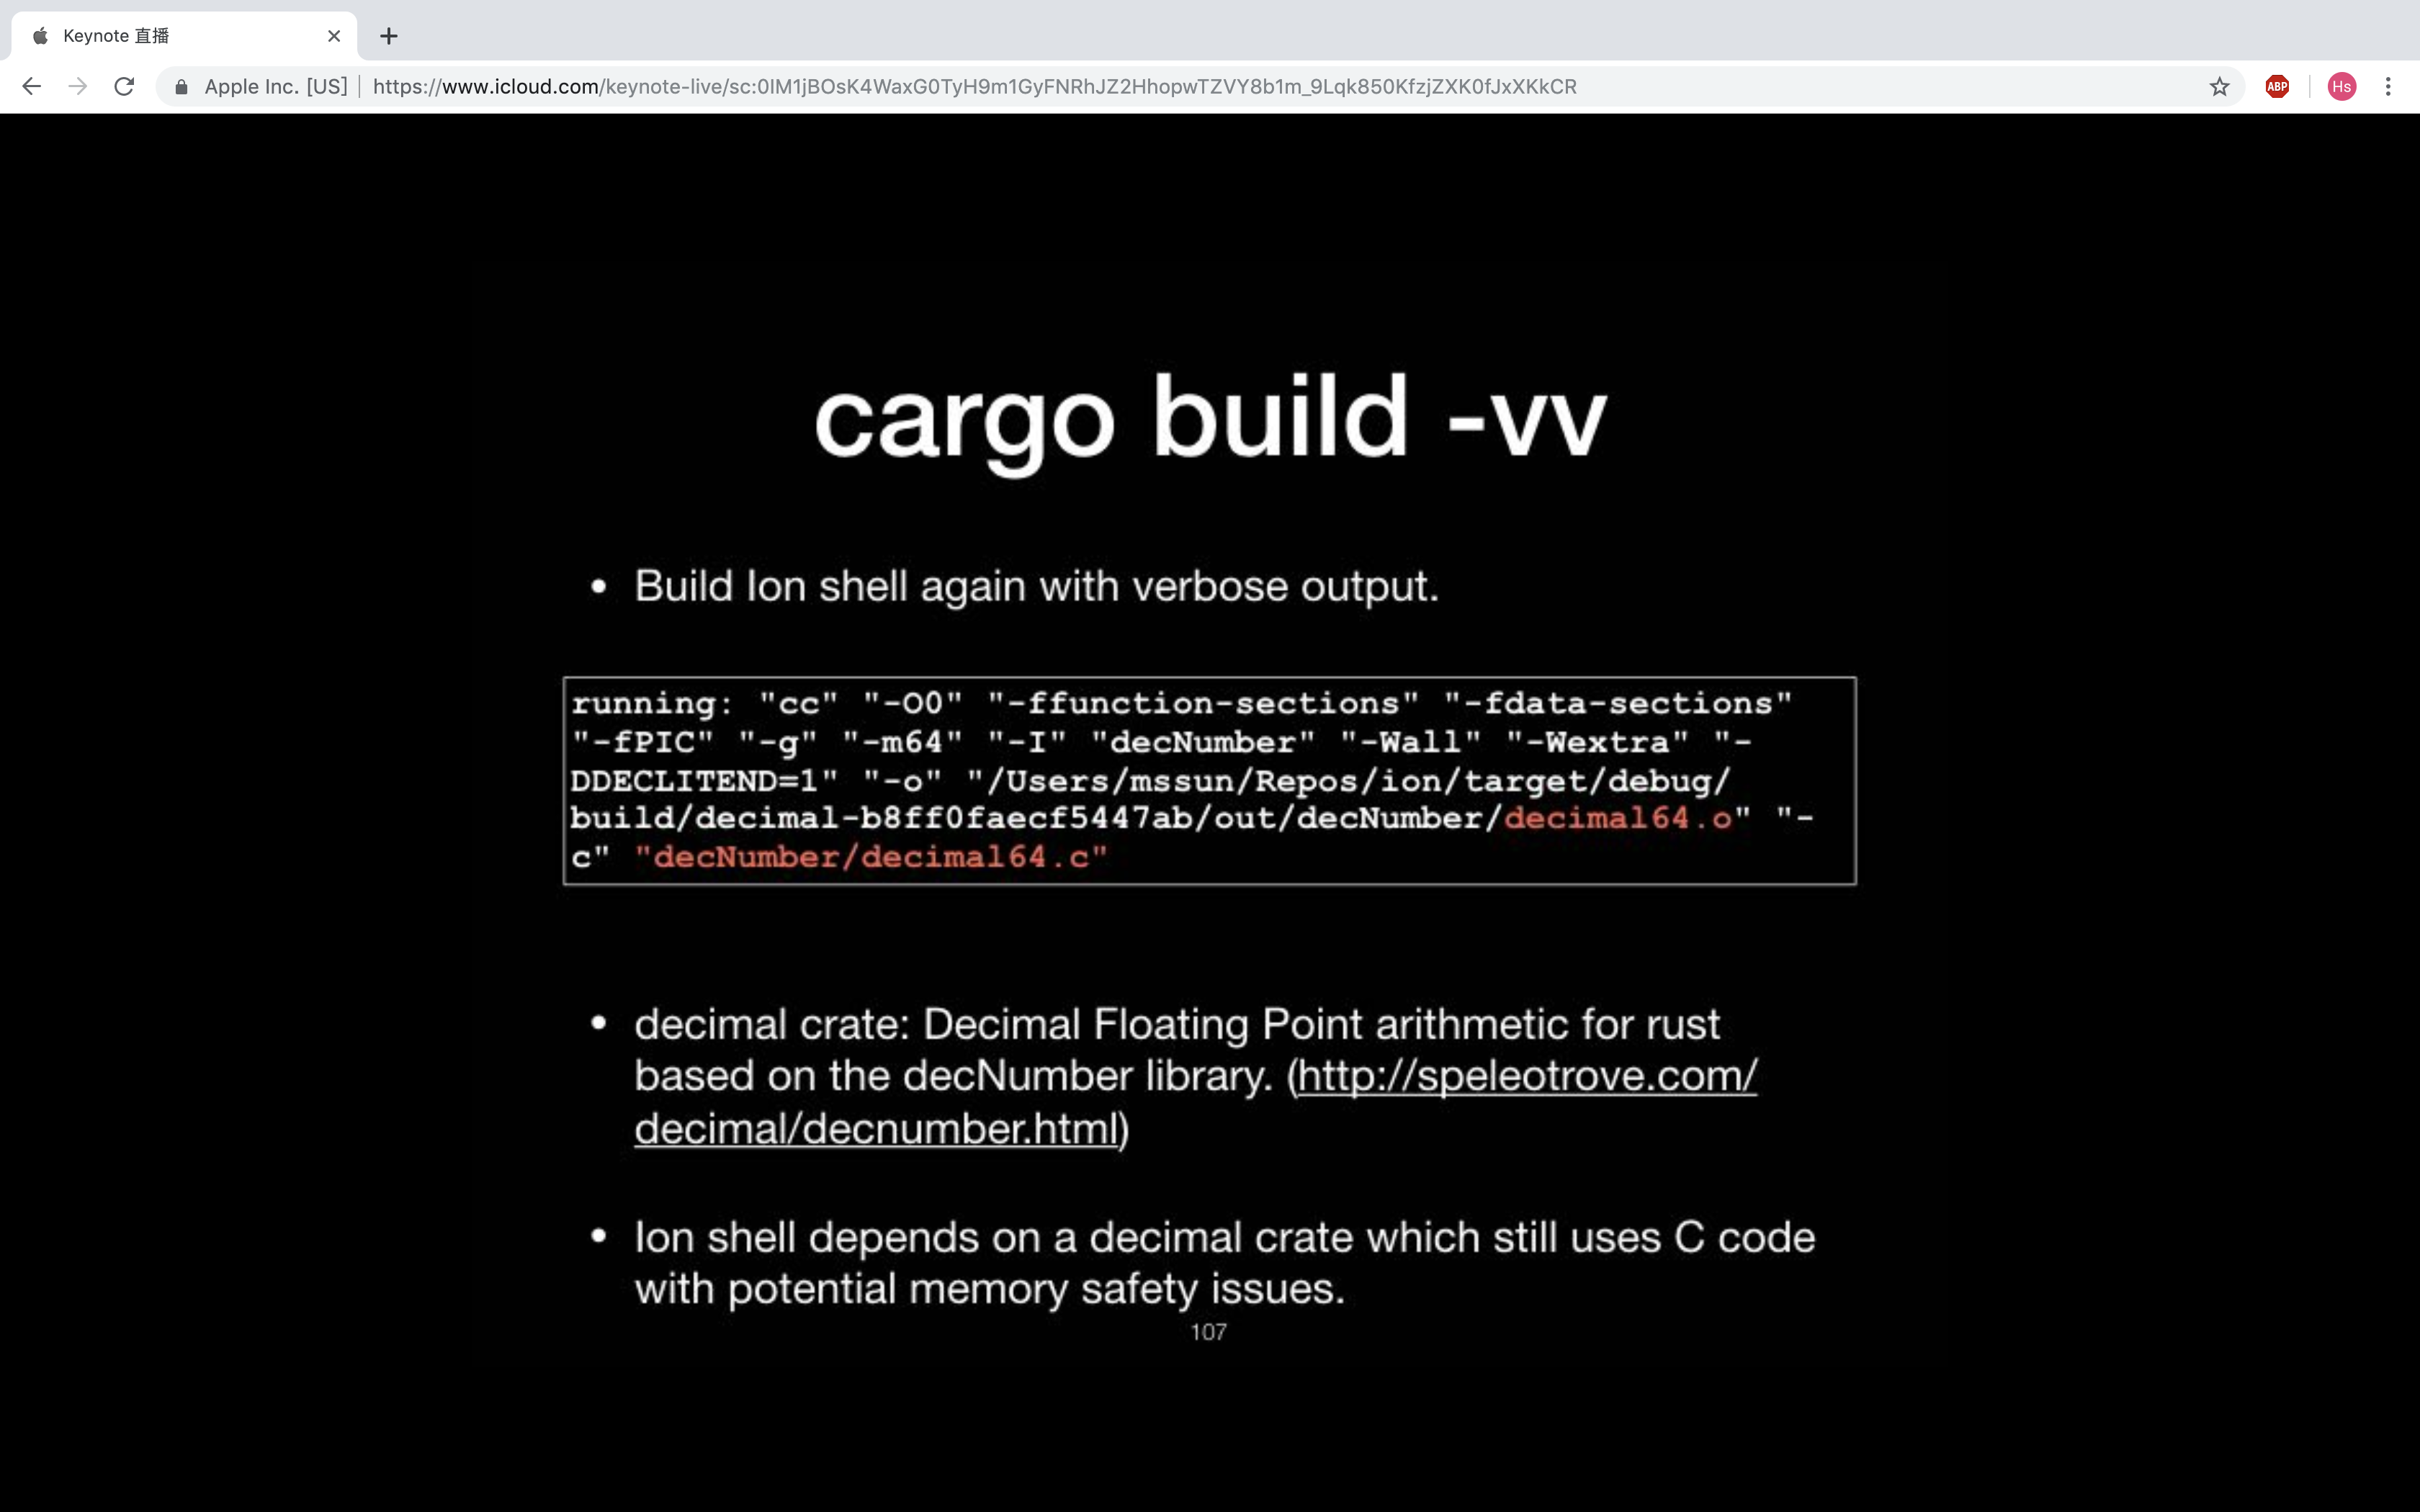 Keynote 直播
Apple Inc. [US] | https://www.icloud.com/keynote-live/sc:0IM1jBOsK4WaxG0TyH9m1GyFNRhJZ2HhopwTZVY8b1m_9Lqk850KfzjZXK0fJxXKkCR
ABP
Hs
cargo build -vv
• Build Ion shell again with verbose output.
running: "cc" "-O0" "-ffunction-sections" "-fdata-sections"
"-fPIC" "-g" "-m64" "-I" "decNumber" "-Wall" "-Wextra" "-
DDECLITEND=1" "-o" "/Users/mssun/Repos/ion/target/debug/
build/decimal-b8ff0faecf5447ab/out/decNumber/decimal64.o" "-
c" "decNumber/decimal64.c"
• decimal crate: Decimal Floating Point arithmetic for rust
based on the decNumber library. (http://speleotrove.com/
decimal/decnumber.html)
• Ion shell depends on a decimal crate which still uses C code
with potential memory safety issues.
107